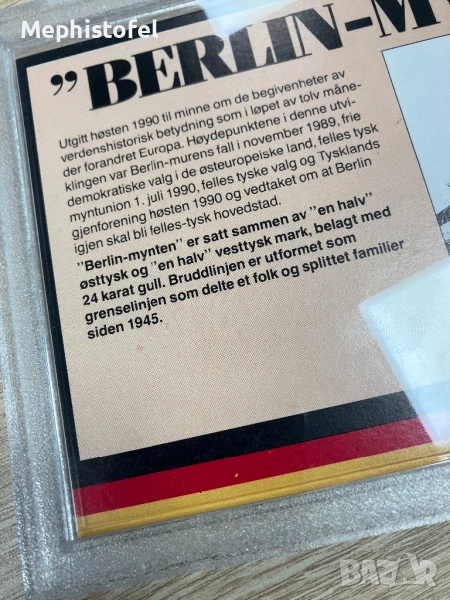 Mephistofel
"BERLIN-M
Utgitt høsten 1990 til minne om de begivenheter av
verdenshistorisk betydning som i løpet av tolv måne-
der forandret Europa. Høydepunktene i denne utvi-
klingen var Berlin-murens fall i november 1989, frie
demokratiske valg i de østeuropeiske land, felles tysk
myntunion 1. juli 1990, felles tyske valg og Tysklands
gjenforening høsten 1990 og vedtaket om at Berlin
igjen skal bli felles-tysk hovedstad.
"Berlin-mynten" er satt sammen av "en halv"
østtysk og "en halv" vesttysk mark, belagt med
24 karat gull. Bruddlinjen er utformet som
grenselinjen som delte et folk og splittet familier
siden 1945.
BAZAR